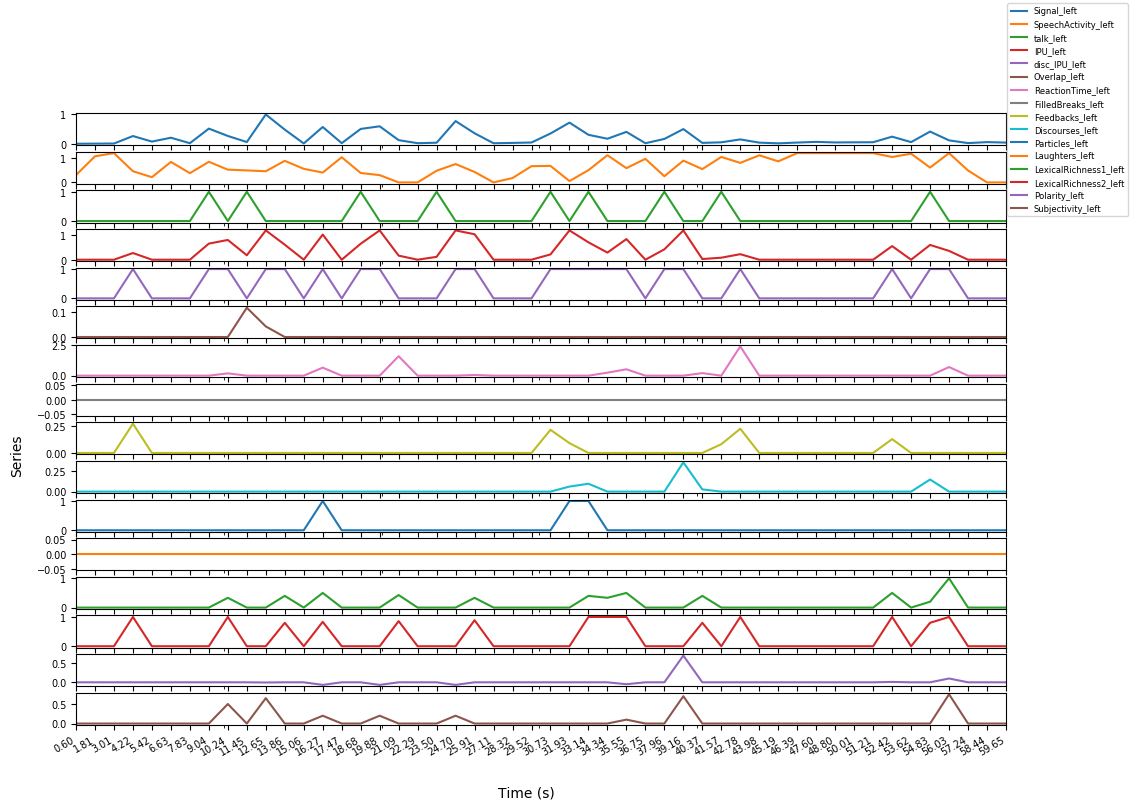 Signal_left
SpeechActivity_left
talk_left
IPU_left
disc_IPU_left
Overlap_left
ReactionTime_left
FilledBreaks_left
Feedbacks_left
Discourses_left
Particles_left
Laughters_left
LexicalRichness1_left
LexicalRichness2_left
Polarity_left
Subjectivity_left
1
0
1
0
1
0
1
0
1
0
0.1
0.0
2.5
0.0
0.05
0.00
−0.05
0.25
0.00
0.25
0.00
1
0
0.05
0.00
−0.05
1
0
1
0
0.5
0.0
0.5
0.0
Series
0.60 1.81 3.01 4.22 5.42 6.63 7.83 9.04 10.24 11.45 12.65 13.86 15.06 16.27 17.47 18.68 19.88 21.09 22.29 23.50 24.70 25.91 27.11 28.32 29.52 30.73 31.93 33.14 34.34 35.55 36.75 37.96 39.16 40.37 41.57 42.78 43.98 45.19 46.39 47.60 48.80 50.01 51.21 52.42 53.62 54.83 56.03 57.24 58.44 59.65
Time (s)